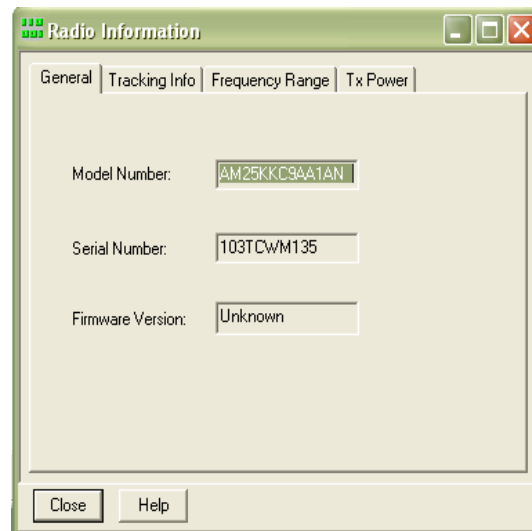 Radio Information
General Tracking Info Frequency Range Tx Power
Model Number: AM25KKC9AA1AN
Serial Number: 103TCWM135
Firmware Version: Unknown
Close Help